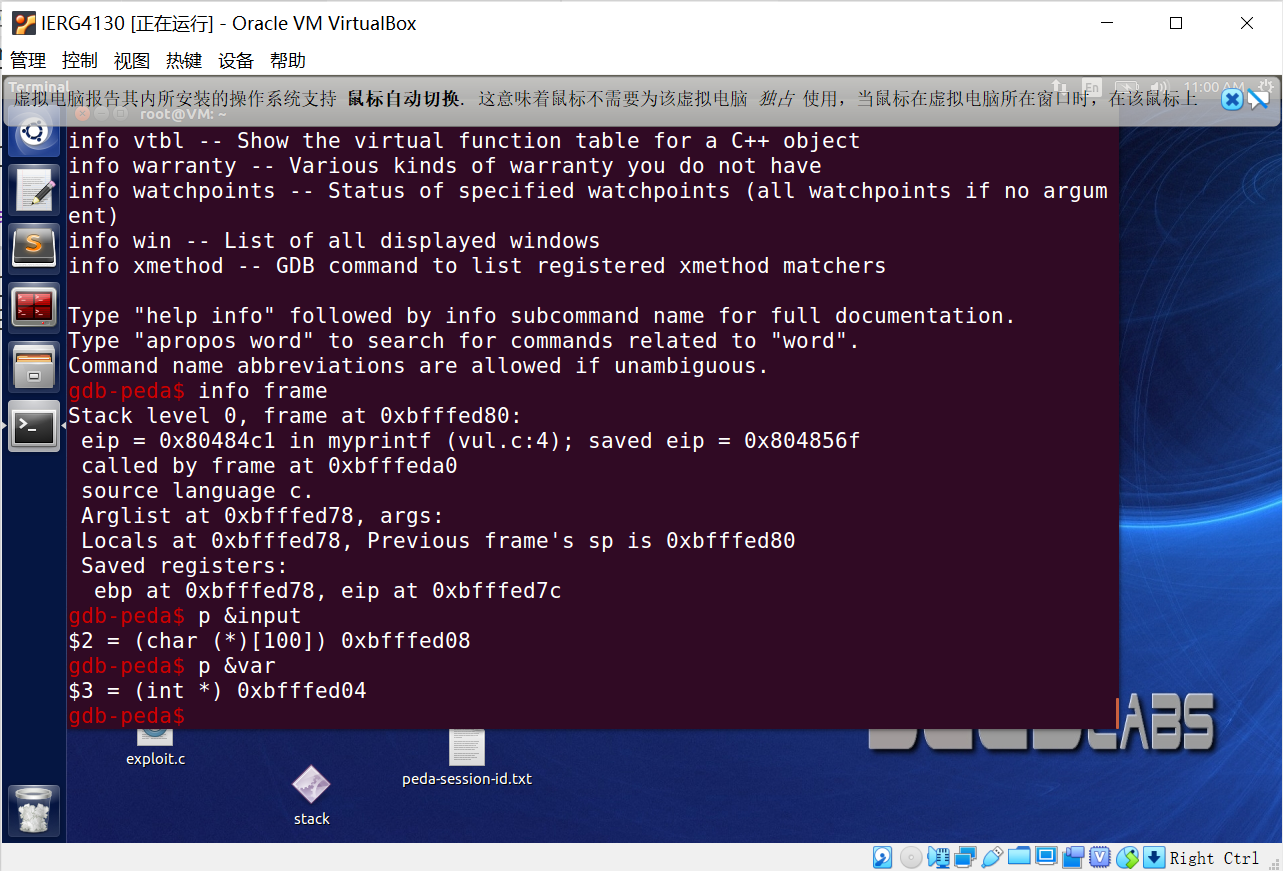 IERG4130 [正在运行] - Oracle VM VirtualBox
管理 控制 视图 热键 设备 帮助
Terminal
En
11:00 AM
虚拟电脑报告其内所安装的操作系统支持 鼠标自动切换. 这意味着鼠标不需要为该虚拟电脑 独占 使用，当鼠标在虚拟电脑所在窗口时，在该鼠标上
root@VM: ~
info vtbl -- Show the virtual function table for a C++ object
info warranty -- Various kinds of warranty you do not have
info watchpoints -- Status of specified watchpoints (all watchpoints if no argum
ent)
info win -- List of all displayed windows
info xmethod -- GDB command to list registered xmethod matchers
Type "help info" followed by info subcommand name for full documentation.
Type "apropos word" to search for commands related to "word".
Command name abbreviations are allowed if unambiguous.
gdb-peda$ info frame
Stack level 0, frame at 0xbfffed80:
eip = 0x80484c1 in myprintf (vul.c:4); saved eip = 0x804856f
called by frame at 0xbfffeda0
source language c.
Arglist at 0xbfffed78, args:
Locals at 0xbfffed78, Previous frame's sp is 0xbfffed80
Saved registers:
ebp at 0xbfffed78, eip at 0xbfffed7c
gdb-peda$ p &input
$2 = (char (*)[100]) 0xbfffed08
gdb-peda$ p &var
$3 = (int *) 0xbfffed04
gdb-peda$
exploit.c
peda-session-id.txt
stack
Right Ctrl